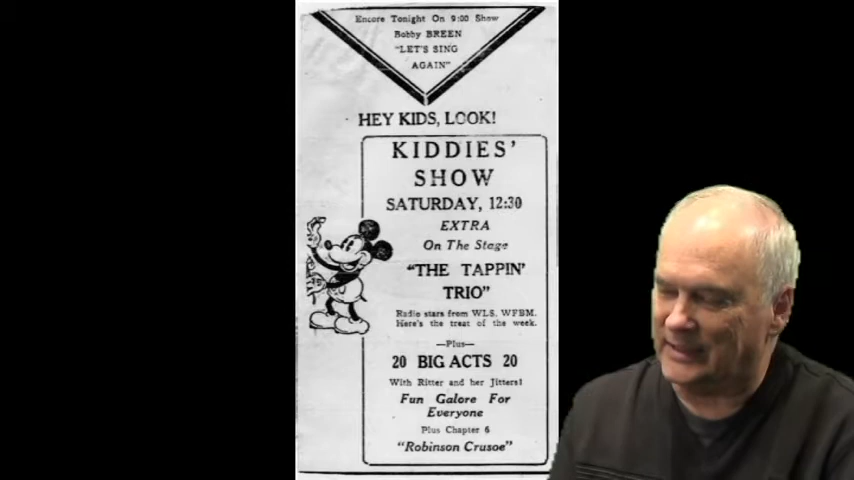 Encore Tonight On 9:00 Show
Bobby BREEN
"LET'S SING
AGAIN"
HEY KIDS, LOOK!
KIDDIES'
SHOW
SATURDAY, 12:30
EXTRA
On The Stage
"THE TAPPIN'
TRIO"
Radio stars from WLS, WFBM.
Here's the treat of the week.
—Plus—
20 BIG ACTS 20
With Ritter and her Jitters!
Fun Galore For
Everyone
Plus Chapter 6
"Robinson Crusoe"